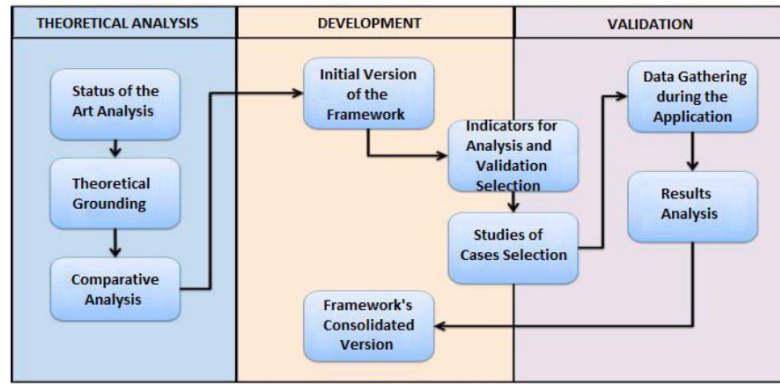 THEORETICAL ANALYSIS
DEVELOPMENT
VALIDATION
Status of the
Art Analysis
Theoretical
Grounding
Comparative
Analysis
Initial Version
of the
Framework
Indicators for
Analysis and
Validation
Selection
Studies of
Cases Selection
Data Gathering
during the
Application
Results
Analysis
Framework's
Consolidated
Version